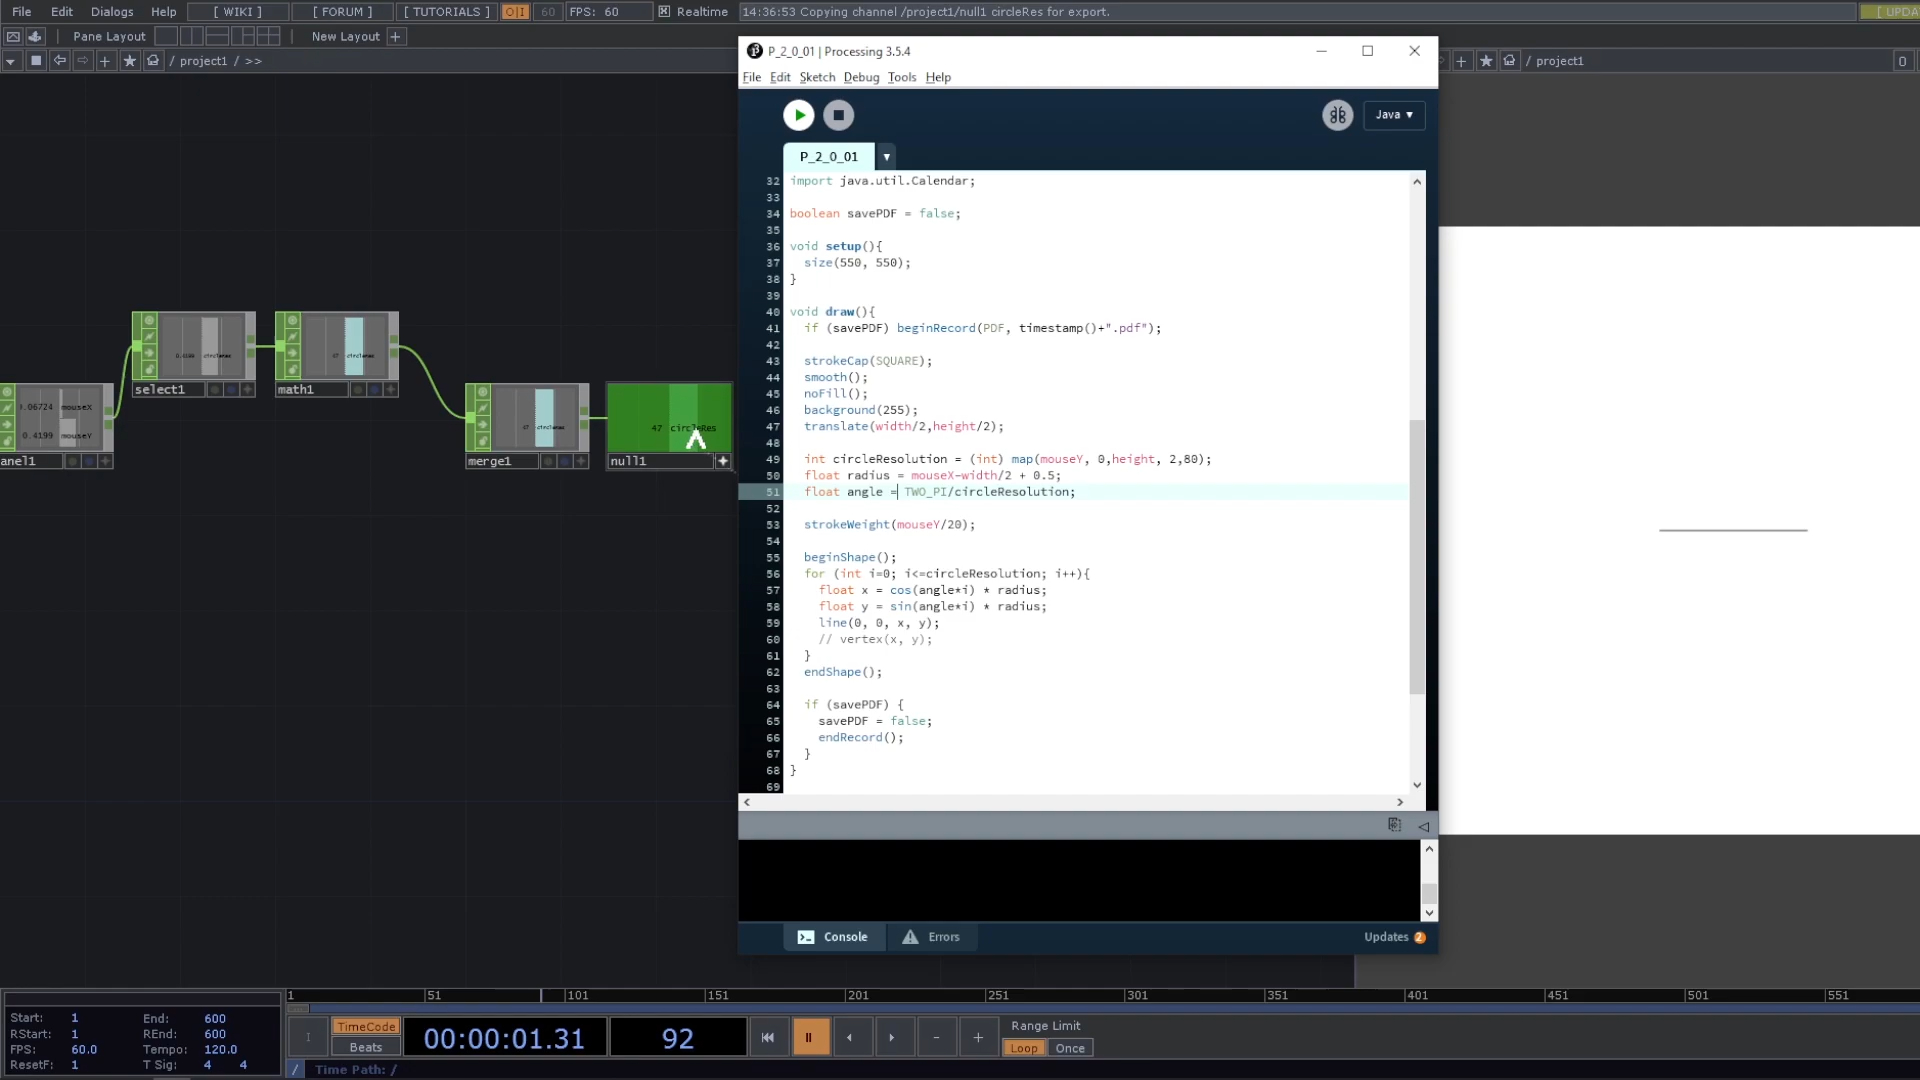 File Edit Dialogs Help [ WIKI ] [ FORUM ] [ TUTORIALS ] O|I 60 FPS: 60 Realtime 14:36:53 Copying channel /project1/null1 circleRes for export.
Pane Layout New Layout +
/ project1 / >>
/ project1 0
P_2_0_01 | Processing 3.5.4
File Edit Sketch Debug Tools Help
Java ▾
P_2_0_01
32 import java.util.Calendar;
33
34 boolean savePDF = false;
35
36 void setup(){
37 size(550, 550);
38 }
39
40 void draw(){
41 if (savePDF) beginRecord(PDF, timestamp()+".pdf");
42
43 strokeCap(SQUARE);
44 smooth();
45 noFill();
46 background(255);
47 translate(width/2,height/2);
48
49 int circleResolution = (int) map(mouseY, 0,height, 2,80);
50 float radius = mouseX-width/2 + 0.5;
51 float angle = TWO_PI/circleResolution;
52
53 strokeWeight(mouseY/20);
54
55 beginShape();
56 for (int i=0; i<=circleResolution; i++){
57 float x = cos(angle*i) * radius;
58 float y = sin(angle*i) * radius;
59 line(0, 0, x, y);
60 // vertex(x, y);
61 }
62 endShape();
63
64 if (savePDF) {
65 savePDF = false;
66 endRecord();
67 }
68 }
69
0.4199 circleRes
select1
47 circleRes
math1
mouseX
0.4199 mouseY
anel1
47 circleRes
merge1
47 circleRes
null1
Console Errors Updates 2
1 51 101 151 201 251 301 351 401 451 501 551
Start: 1 End: 600
RStart: 1 REnd: 600
FPS: 60.0 Tempo: 120.0
ResetF: 1 T Sig: 4 4
TimeCode
Beats
00:00:01.31
92
Range Limit
Loop Once
/ Time Path: /